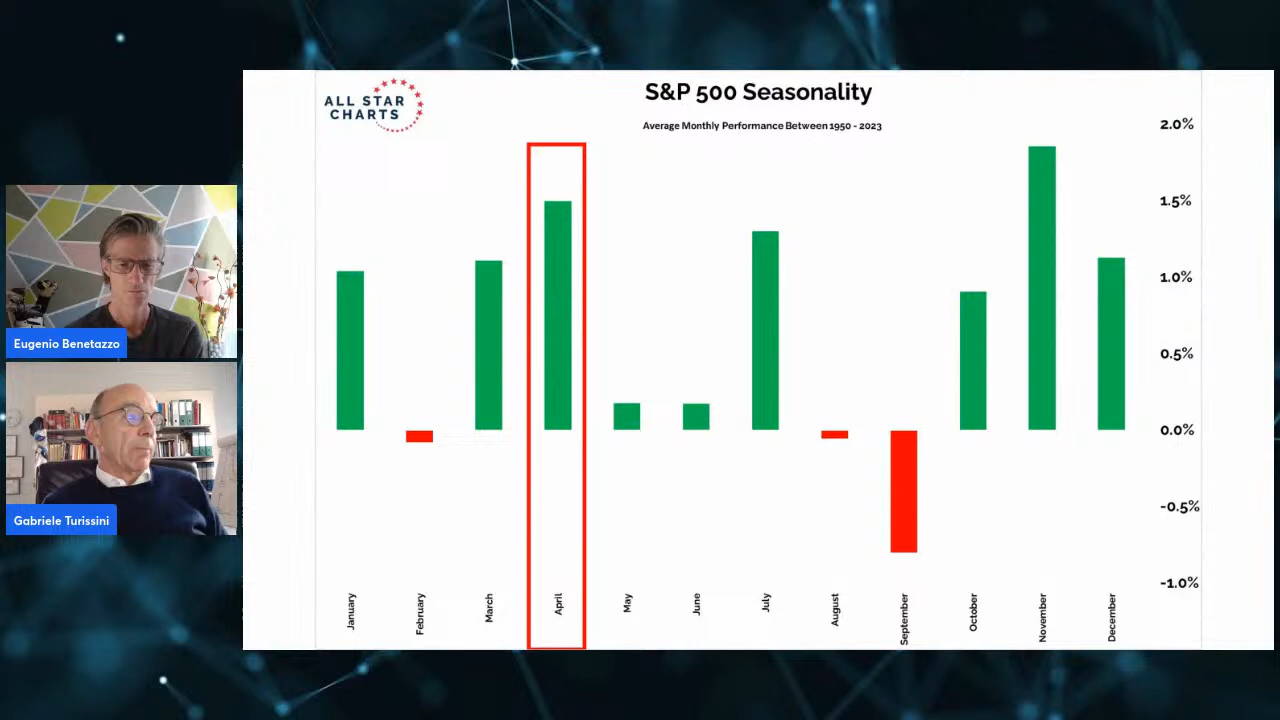 ALL STAR
CHARTS
S&P 500 Seasonality
Average Monthly Performance Between 1950 - 2023
2.0%
1.5%
1.0%
0.5%
0.0%
-0.5%
-1.0%
January
February
March
April
May
June
July
August
September
October
November
December
Eugenio Benetazzo
Gabriele Turissini